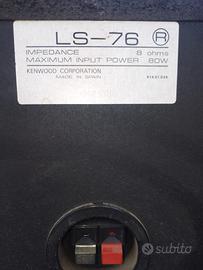 LS-76 R
IMPEDANCE 8 ohms
MAXIMUM INPUT POWER 80W
KENWOOD CORPORATION
MADE IN SPAIN
subito